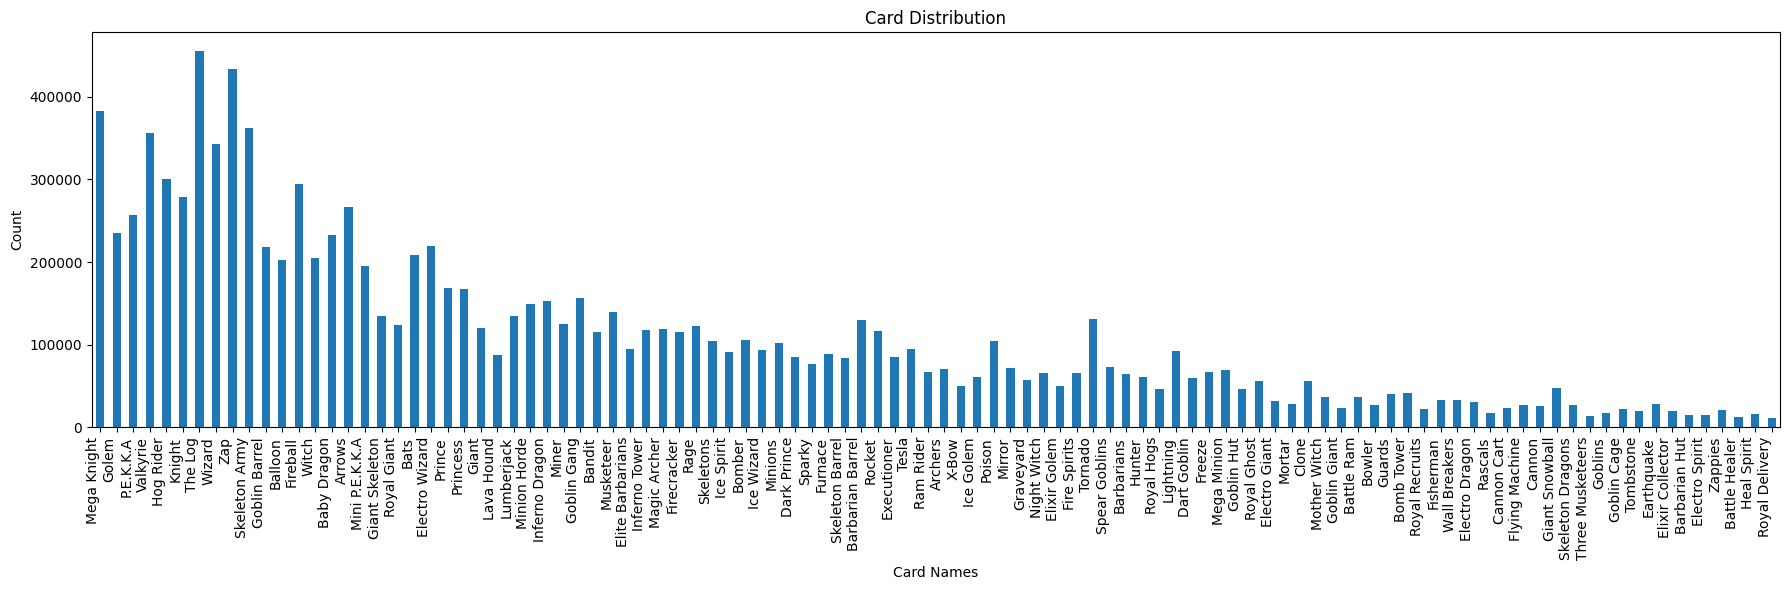 Card Distribution
400000
300000
200000
100000
0
Count
Mega Knight
Golem
P.E.K.K.A
Valkyrie
Hog Rider
Knight
The Log
Wizard
Zap
Skeleton Army
Goblin Barrel
Balloon
Fireball
Witch
Baby Dragon
Arrows
Mini P.E.K.K.A
Giant Skeleton
Royal Giant
Bats
Electro Wizard
Prince
Princess
Giant
Lava Hound
Lumberjack
Minion Horde
Inferno Dragon
Miner
Goblin Gang
Bandit
Musketeer
Elite Barbarians
Inferno Tower
Magic Archer
Firecracker
Rage
Skeletons
Ice Spirit
Bomber
Ice Wizard
Minions
Dark Prince
Sparky
Furnace
Skeleton Barrel
Barbarian Barrel
Rocket
Executioner
Tesla
Ram Rider
Archers
X-Bow
Ice Golem
Poison
Mirror
Graveyard
Night Witch
Elixir Golem
Fire Spirits
Tornado
Spear Goblins
Barbarians
Hunter
Royal Hogs
Lightning
Dart Goblin
Freeze
Mega Minion
Goblin Hut
Royal Ghost
Electro Giant
Mortar
Clone
Mother Witch
Goblin Giant
Battle Ram
Bowler
Guards
Bomb Tower
Royal Recruits
Fisherman
Wall Breakers
Electro Dragon
Rascals
Cannon Cart
Flying Machine
Cannon
Giant Snowball
Skeleton Dragons
Three Musketeers
Goblins
Goblin Cage
Tombstone
Earthquake
Elixir Collector
Barbarian Hut
Electro Spirit
Zappies
Battle Healer
Heal Spirit
Royal Delivery
Card Names